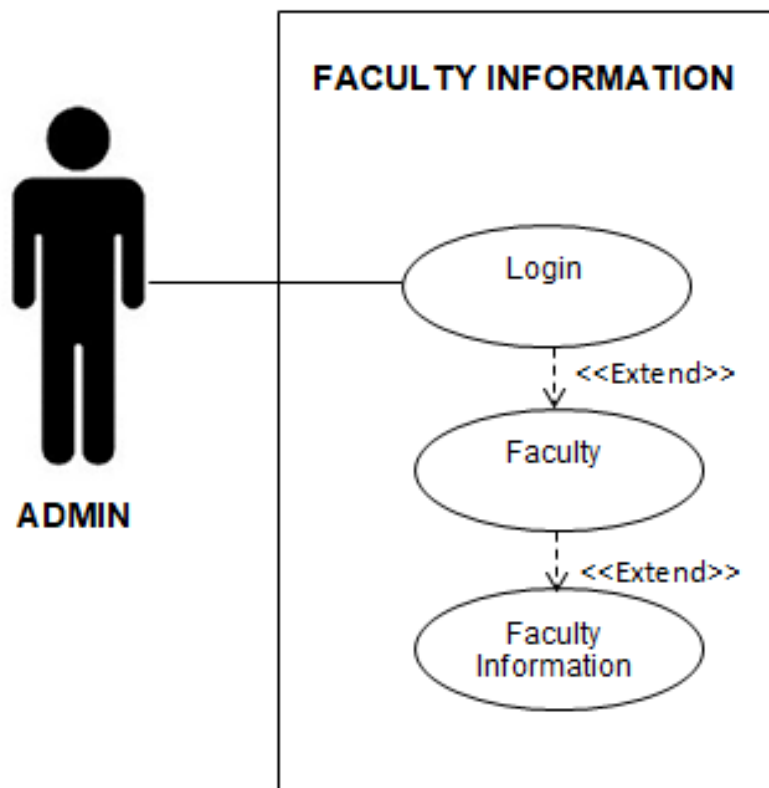 FACULTY INFORMATION
Login
<<Extend>>
Faculty
ADMIN
<<Extend>>
Faculty
Information